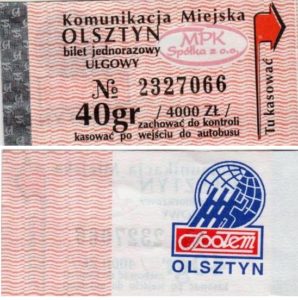 Komunikacja Miejska
OLSZTYN
bilet jednorazowy
ULGOWY
MPK
Spółka z o.o.
№ 2327066
40gr / 4000 ZŁ /
zachować do kontroli
kasować po wejściu do autobusu
Tu kasować
Społem
OLSZTYN